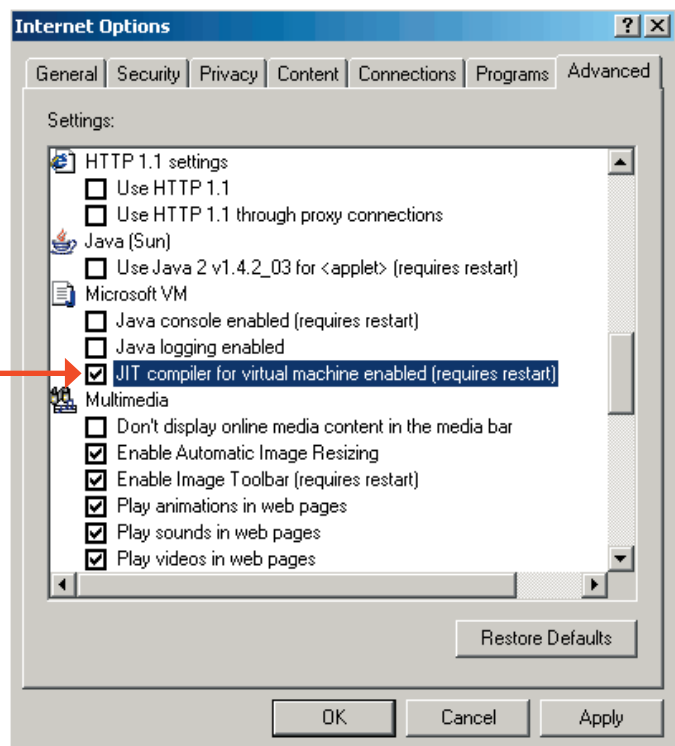 Internet Options
General Security Privacy Content Connections Programs Advanced
Settings:
HTTP 1.1 settings
Use HTTP 1.1
Use HTTP 1.1 through proxy connections
Java (Sun)
Use Java 2 v1.4.2_03 for <applet> (requires restart)
Microsoft VM
Java console enabled (requires restart)
Java logging enabled
JIT compiler for virtual machine enabled (requires restart)
Multimedia
Don't display online media content in the media bar
Enable Automatic Image Resizing
Enable Image Toolbar (requires restart)
Play animations in web pages
Play sounds in web pages
Play videos in web pages
Restore Defaults
OK Cancel Apply